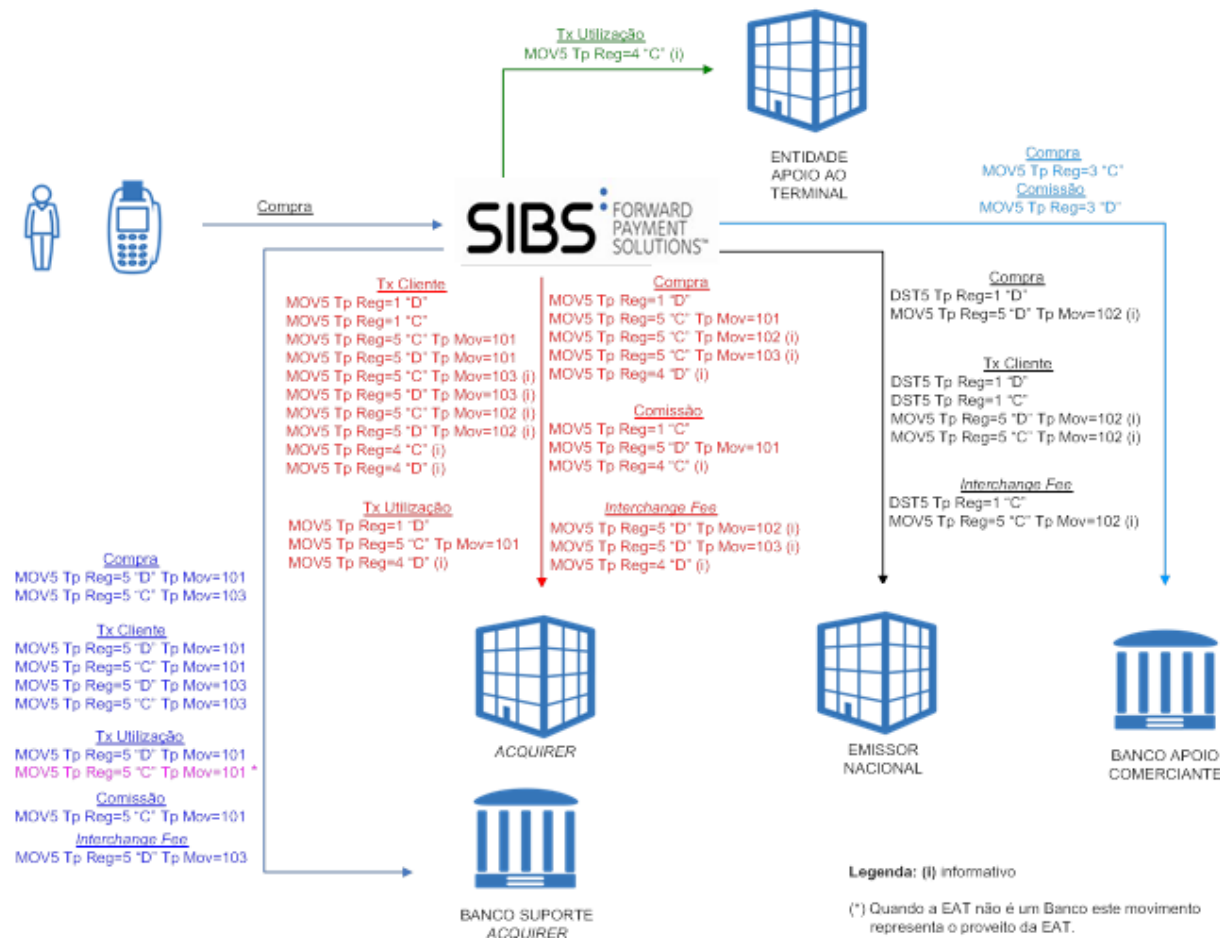 Tx Utilização
MOV5 Tp Reg=4 “C” (i)
ENTIDADE
APOIO AO
TERMINAL
Compra
MOV5 Tp Reg=3 “C”
Comissão
MOV5 Tp Reg=3 “D”
Compra
SIBS FORWARD
PAYMENT
SOLUTIONS™
Tx Cliente
MOV5 Tp Reg=1 “D”
MOV5 Tp Reg=1 “C”
MOV5 Tp Reg=5 “C” Tp Mov=101
MOV5 Tp Reg=5 “D” Tp Mov=101
MOV5 Tp Reg=5 “C” Tp Mov=103 (i)
MOV5 Tp Reg=5 “D” Tp Mov=103 (i)
MOV5 Tp Reg=5 “C” Tp Mov=102 (i)
MOV5 Tp Reg=5 “D” Tp Mov=102 (i)
MOV5 Tp Reg=4 “C” (i)
MOV5 Tp Reg=4 “D” (i)
Tx Utilização
MOV5 Tp Reg=1 “D”
MOV5 Tp Reg=5 “C” Tp Mov=101
MOV5 Tp Reg=4 “D” (i)
Compra
MOV5 Tp Reg=1 “D”
MOV5 Tp Reg=5 “C” Tp Mov=101
MOV5 Tp Reg=5 “C” Tp Mov=102 (i)
MOV5 Tp Reg=5 “C” Tp Mov=103 (i)
MOV5 Tp Reg=4 “D” (i)
Comissão
MOV5 Tp Reg=1 “C”
MOV5 Tp Reg=5 “D” Tp Mov=101
MOV5 Tp Reg=4 “C” (i)
Interchange Fee
MOV5 Tp Reg=5 “D” Tp Mov=102 (i)
MOV5 Tp Reg=5 “D” Tp Mov=103 (i)
MOV5 Tp Reg=4 “D” (i)
Compra
DST5 Tp Reg=1 “D”
MOV5 Tp Reg=5 “D” Tp Mov=102 (i)
Tx Cliente
DST5 Tp Reg=1 “D”
DST5 Tp Reg=1 “C”
MOV5 Tp Reg=5 “D” Tp Mov=102 (i)
MOV5 Tp Reg=5 “C” Tp Mov=102 (i)
Interchange Fee
DST5 Tp Reg=1 “C”
MOV5 Tp Reg=5 “C” Tp Mov=102 (i)
Compra
MOV5 Tp Reg=5 “D” Tp Mov=101
MOV5 Tp Reg=5 “C” Tp Mov=103
Tx Cliente
MOV5 Tp Reg=5 “D” Tp Mov=101
MOV5 Tp Reg=5 “C” Tp Mov=101
MOV5 Tp Reg=5 “D” Tp Mov=103
MOV5 Tp Reg=5 “C” Tp Mov=103
Tx Utilização
MOV5 Tp Reg=5 “D” Tp Mov=101
MOV5 Tp Reg=5 “C” Tp Mov=101 *
Comissão
MOV5 Tp Reg=5 “C” Tp Mov=101
Interchange Fee
MOV5 Tp Reg=5 “D” Tp Mov=103
ACQUIRER
EMISSOR
NACIONAL
BANCO APOIO
COMERCIANTE
BANCO SUPORTE
ACQUIRER
Legenda: (i) informativo
(*) Quando a EAT não é um Banco este movimento
representa o proveito da EAT.